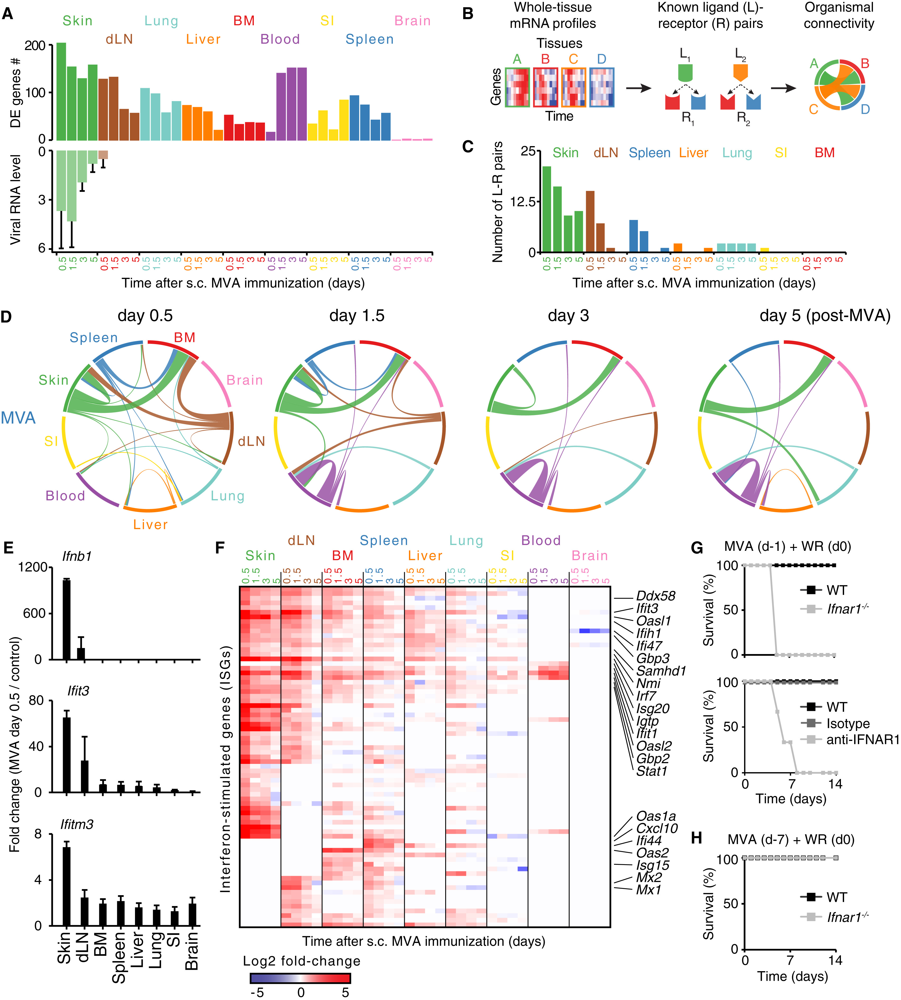 A
Skin
Lung
BM
SI
Brain
dLN
Liver
Blood
Spleen
200
100
0
DE genes #
0
3
6
Viral RNA level
0.5 1.5 3 5 0.5 1.5 3 5 0.5 1.5 3 5 0.5 1.5 3 5 0.5 1.5 3 5 0.5 1.5 3 5 0.5 1.5 3 5 0.5 1.5 3 5 0.5 1.5 3 5
Time after s.c. MVA immunization (days)
B
Whole-tissue
mRNA profiles
Known ligand (L)-
receptor (R) pairs
Organismal
connectivity
Tissues
A B C D
Genes
Time
L1
L2
R1
R2
A
B
C
D
C
25
12.5
0
Number of L-R pairs
Skin dLN Spleen Liver Lung SI BM
0.5 1.5 3 5 0.5 1.5 3 5 0.5 1.5 3 5 0.5 1.5 3 5 0.5 1.5 3 5 0.5 1.5 3 5 0.5 1.5 3 5
Time after s.c. MVA immunization (days)
D
day 0.5
day 1.5
day 3
day 5 (post-MVA)
Spleen
BM
Skin
Brain
MVA
SI
dLN
Blood
Lung
Liver
E
Fold change (MVA day 0.5 / control)
Ifnb1
1200
600
0
Ifit3
80
40
0
Ifitm3
8
4
0
Skin
dLN
BM
Spleen
Liver
Lung
SI
Brain
F
dLN
Spleen
Lung
Blood
Skin
BM
Liver
SI
Brain
0.5 1.5 3 5 0.5 1.5 3 5 0.5 1.5 3 5 0.5 1.5 3 5 0.5 1.5 3 5 0.5 1.5 3 5 0.5 1.5 3 5 0.5 1.5 3 5 0.5 1.5 3 5
Interferon-stimulated genes (ISGs)
Ddx58
Ifit3
Oasl1
Ifih1
Ifi47
Gbp3
Samhd1
Nmi
Irf7
Isg20
Igtp
Ifit1
Oasl2
Gbp2
Stat1
Oas1a
Cxcl10
Ifi44
Oas2
Isg15
Mx2
Mx1
Time after s.c. MVA immunization (days)
Log2 fold-change
-5 0 5
G
MVA (d-1) + WR (d0)
100
50
0
Survival (%)
WT
Ifnar1-/-
100
50
0
Survival (%)
WT
Isotype
anti-IFNAR1
0 7 14
Time (days)
H
MVA (d-7) + WR (d0)
100
50
0
Survival (%)
WT
Ifnar1-/-
0 7 14
Time (days)